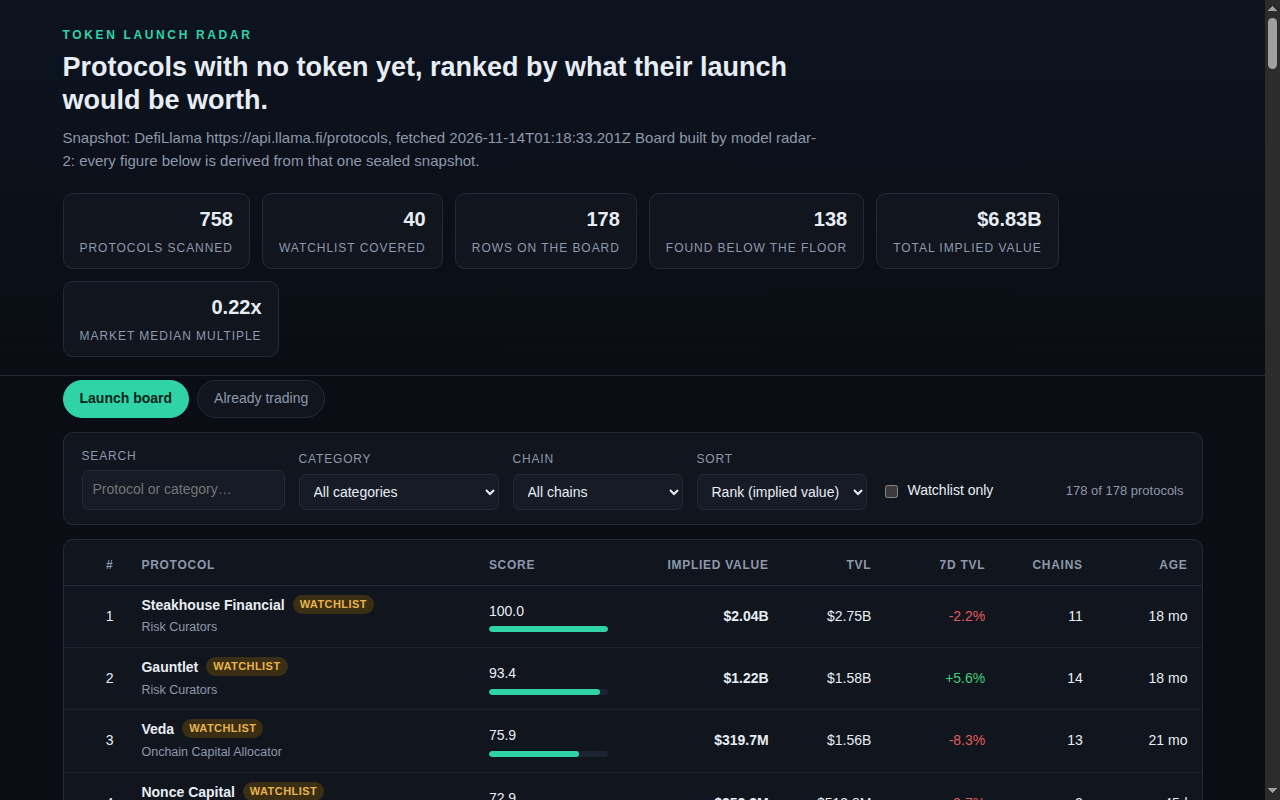 TOKEN LAUNCH RADAR
Protocols with no token yet, ranked by what their launch
would be worth.
Snapshot: DefiLlama https://api.llama.fi/protocols, fetched 2026-11-14T01:18:33.201Z Board built by model radar-
2: every figure below is derived from that one sealed snapshot.
758
PROTOCOLS SCANNED
40
WATCHLIST COVERED
178
ROWS ON THE BOARD
138
FOUND BELOW THE FLOOR
$6.83B
TOTAL IMPLIED VALUE
0.22x
MARKET MEDIAN MULTIPLE
Launch board
Already trading
SEARCH
Protocol or category…
CATEGORY
All categories
CHAIN
All chains
SORT
Rank (implied value)
Watchlist only
178 of 178 protocols
# PROTOCOL SCORE IMPLIED VALUE TVL 7D TVL CHAINS AGE
1 Steakhouse Financial WATCHLIST 100.0 $2.04B $2.75B -2.2% 11 18 mo
Risk Curators
2 Gauntlet WATCHLIST 93.4 $1.22B $1.58B +5.6% 14 18 mo
Risk Curators
3 Veda WATCHLIST 75.9 $319.7M $1.56B -8.3% 13 21 mo
Onchain Capital Allocator
Nonce Capital WATCHLIST 72.9